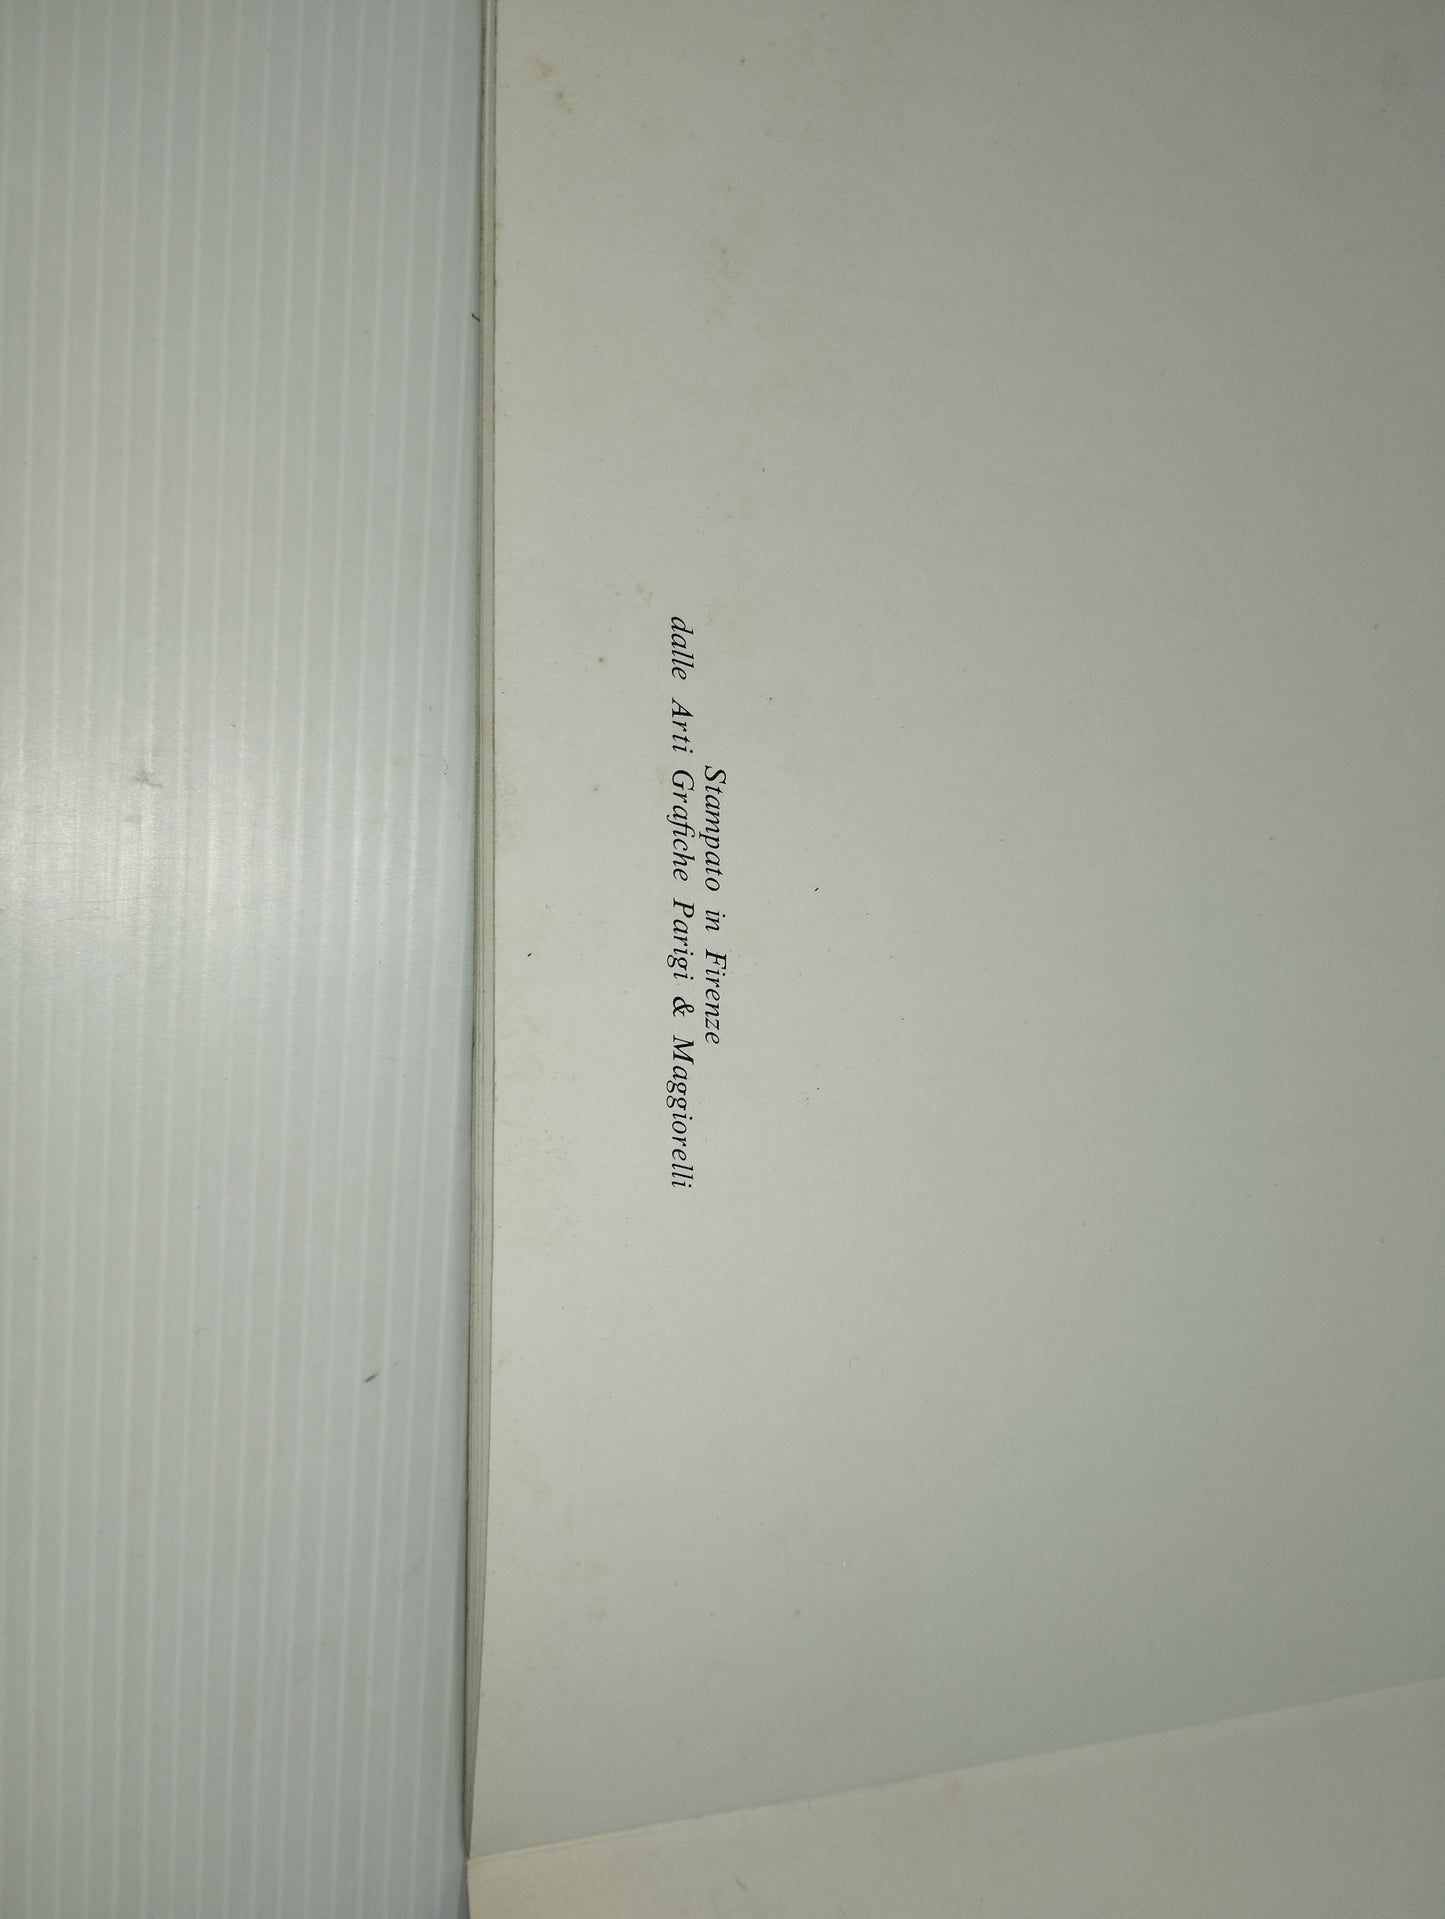 Stampato in Firenze
dalle Arti Grafiche Parigi & Maggiorelli